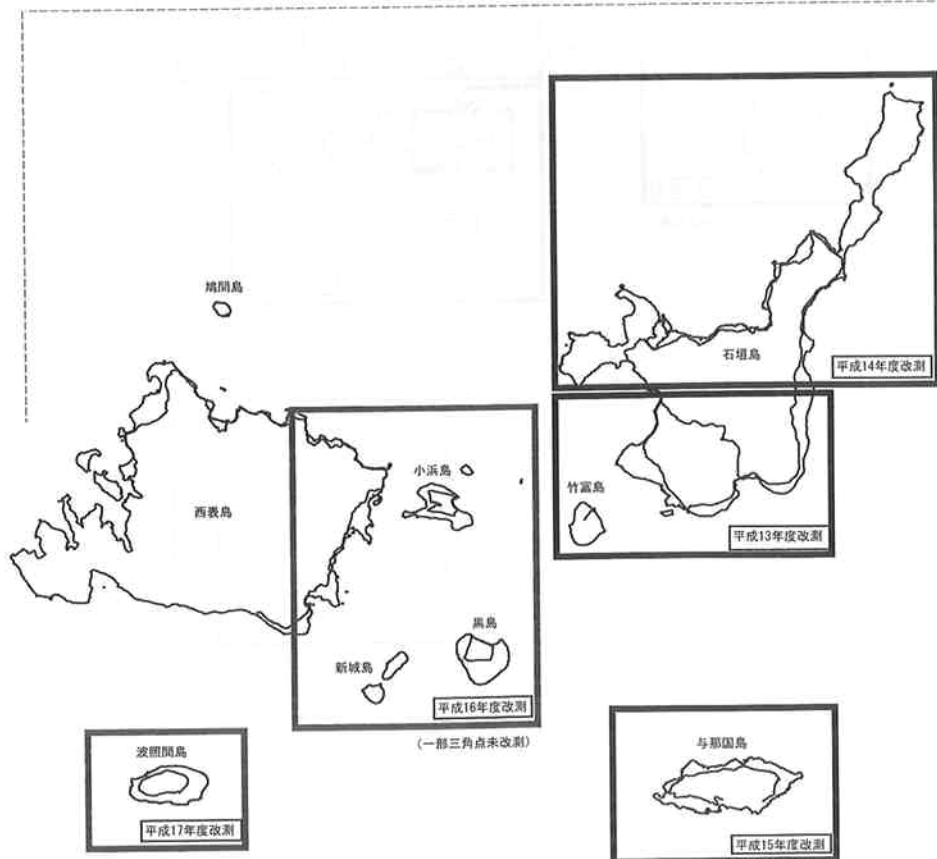 鳩間島
石垣島
平成14年度改測
小浜島
竹富島
西表島
平成13年度改測
黒島
新城島
平成16年度改測
(一部三角点未改測)
波照間島
与那国島
平成17年度改測
平成15年度改測